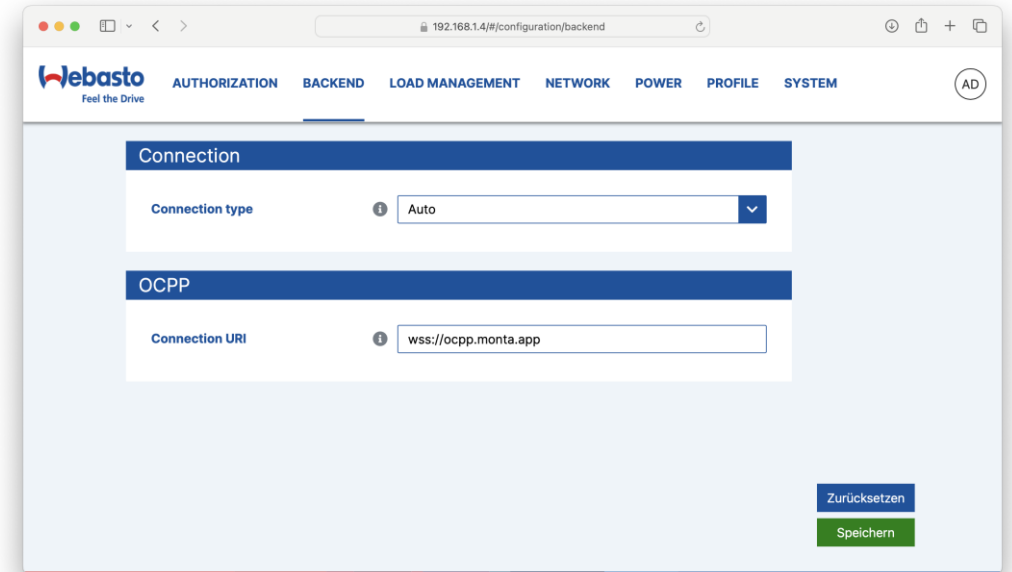 192.168.1.4/#/configuration/backend
Webasto
Feel the Drive
AUTHORIZATION BACKEND LOAD MANAGEMENT NETWORK POWER PROFILE SYSTEM AD
Connection
Connection type Auto
OCPP
Connection URI wss://ocpp.monta.app
Zurücksetzen
Speichern